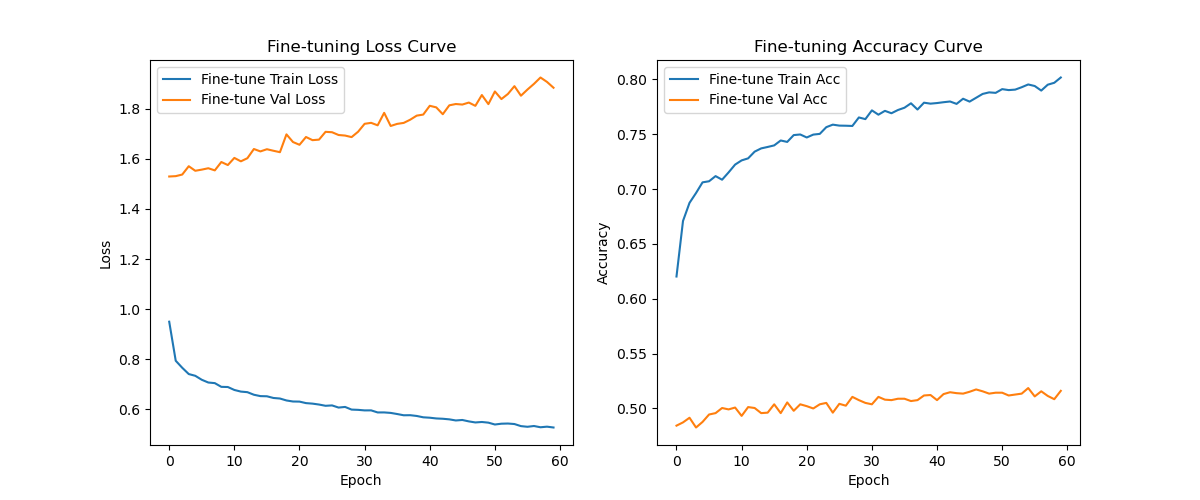 Fine-tuning Loss Curve
Fine-tune Train Loss
Fine-tune Val Loss
1.8
1.6
1.4
1.2
1.0
0.8
0.6
Loss
0
10
20
30
40
50
60
Epoch
Fine-tuning Accuracy Curve
Fine-tune Train Acc
Fine-tune Val Acc
0.80
0.75
0.70
0.65
0.60
0.55
0.50
Accuracy
0
10
20
30
40
50
60
Epoch